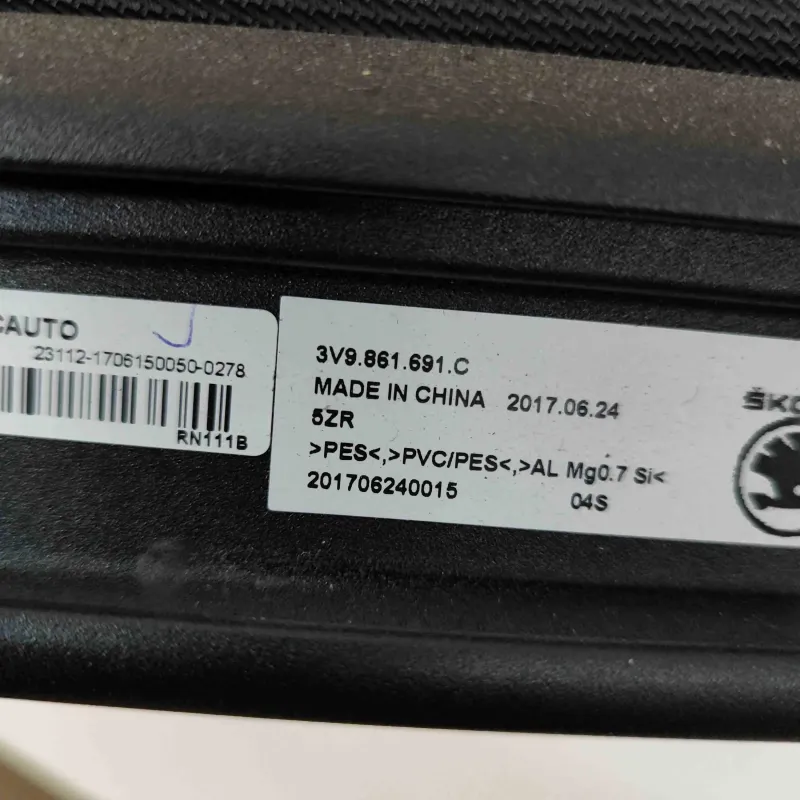 CAUTO
23112-1706150050-0278
RN111B
3V9.861.691.C
MADE IN CHINA 2017.06.24
5ZR
>PES<,>PVC/PES<,>AL Mg0.7 Si<
201706240015 04S